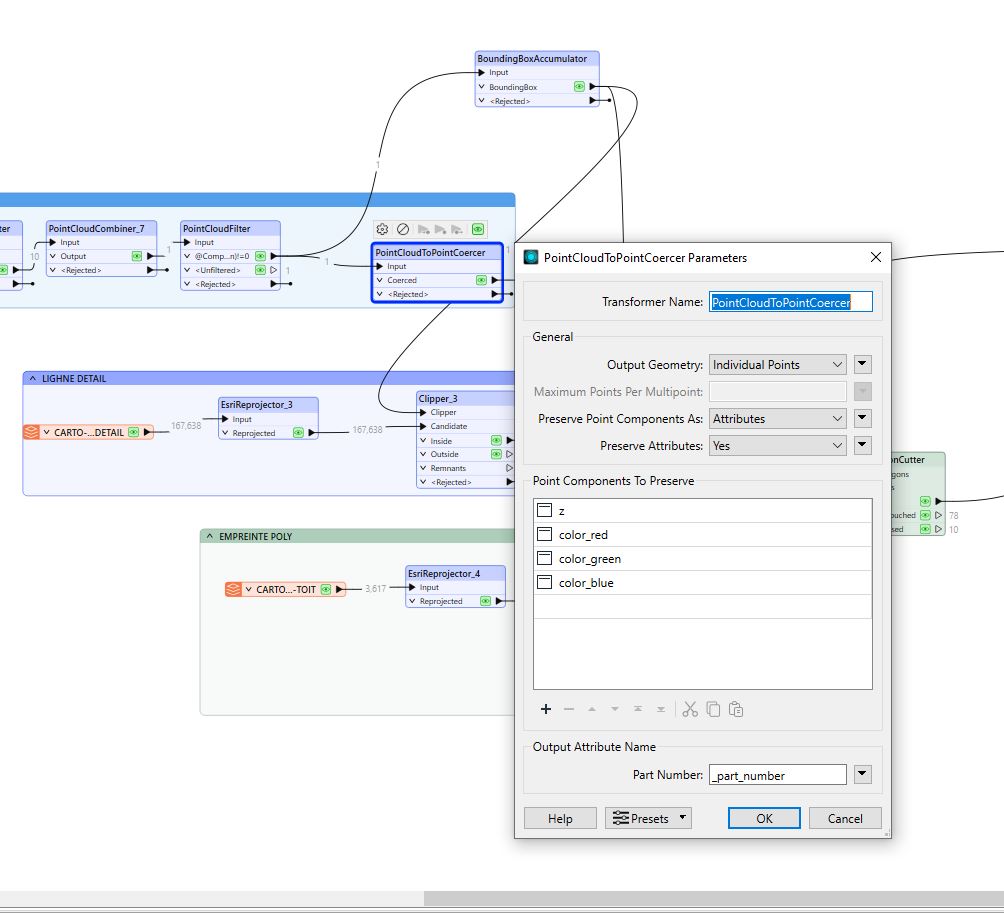 BoundingBoxAccumulator
Input
BoundingBox
<Rejected>
1
ter
10
PointCloudCombiner_7
Input
Output
<Rejected>
1
PointCloudFilter
Input
@Comp...n)!=0
<Unfiltered>
1
<Rejected>
1
PointCloudToPointCoercer
Input
Coerced
1
<Rejected>
LIGHNE DETAIL
CARTO-...DETAIL
167,638
EsriReprojector_3
Input
Reprojected
167,638
Clipper_3
Clipper
Candidate
Inside
Outside
Remnants
<Rejected>
EMPREINTE POLY
CARTO...-TOIT
3,617
EsriReprojector_4
Input
Reprojected
PointCloudToPointCoercer Parameters
Transformer Name: PointCloudToPointCoercer
General
Output Geometry: Individual Points
Maximum Points Per Multipoint:
Preserve Point Components As: Attributes
Preserve Attributes: Yes
Point Components To Preserve
z
color_red
color_green
color_blue
Output Attribute Name
Part Number: _part_number
Help
Presets
OK
Cancel
onCutter
gons
s
ouched
78
sed
10